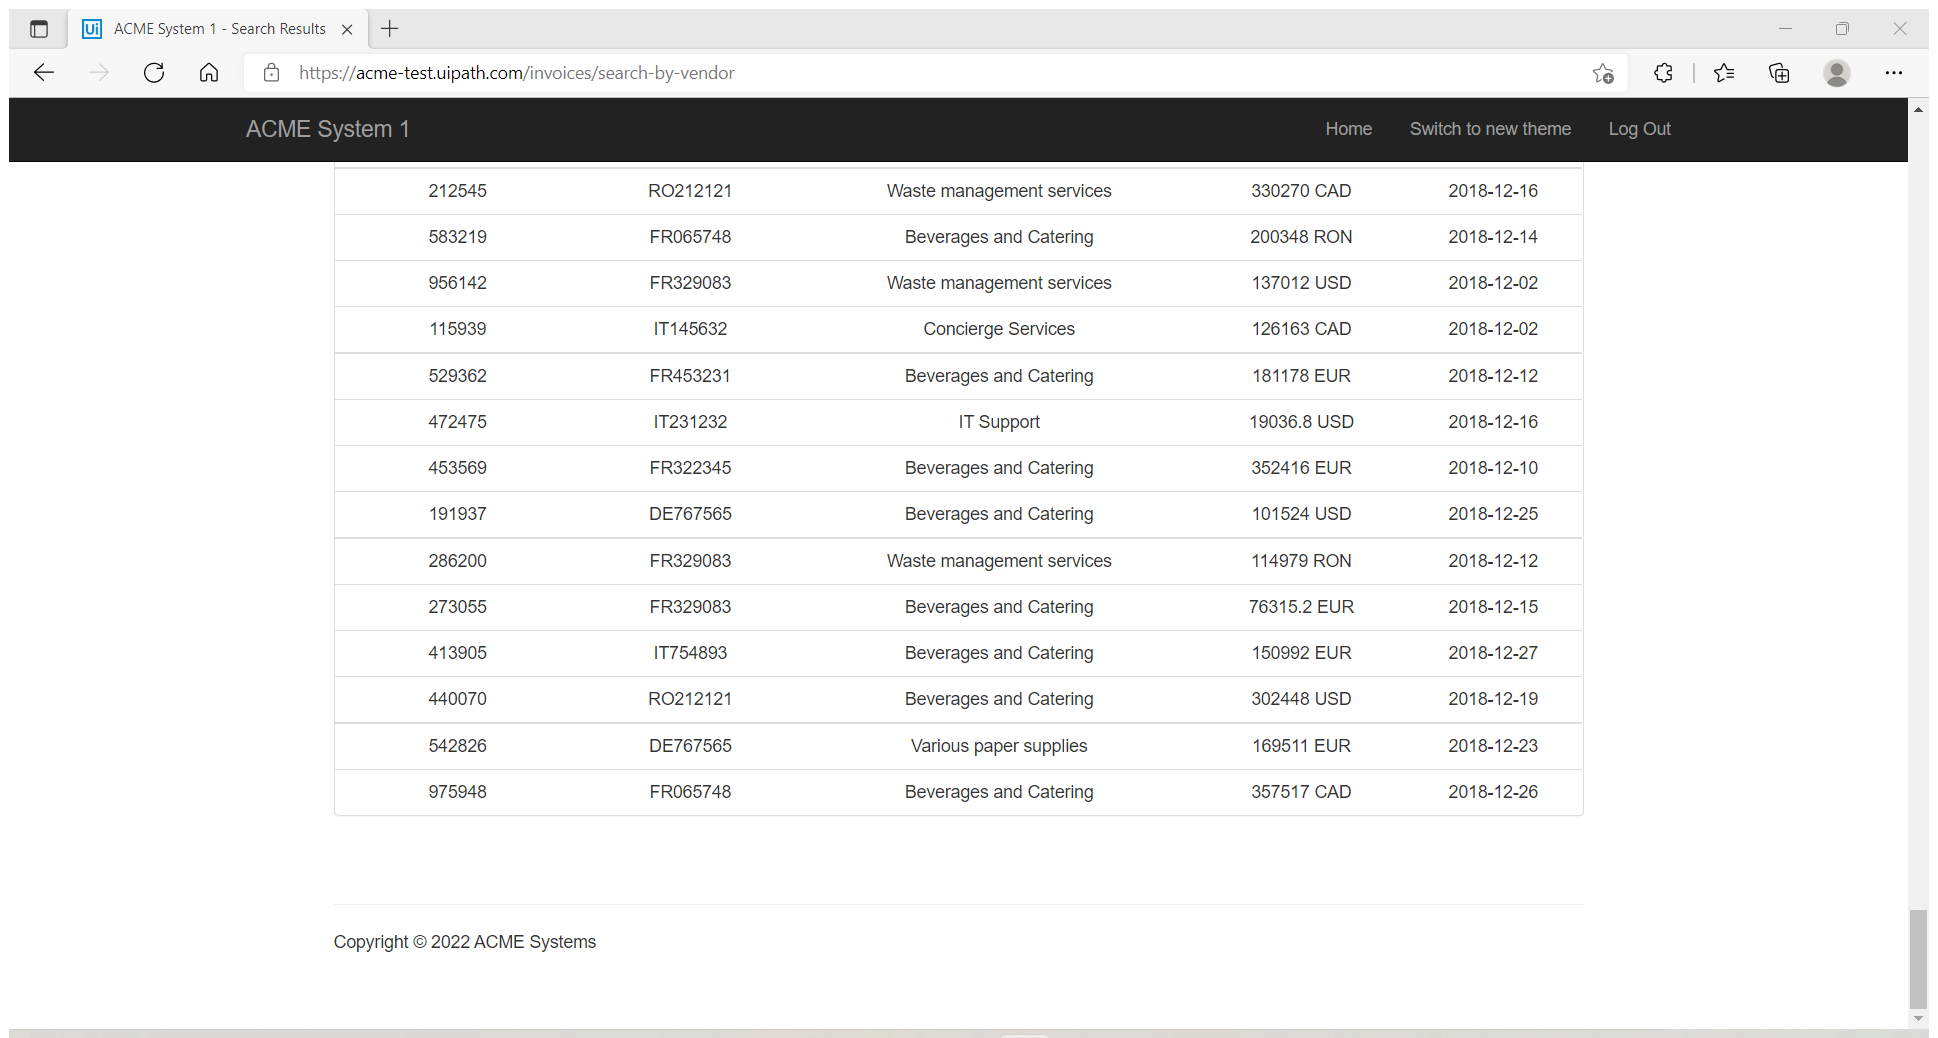 ACME System 1 - Search Results
https://acme-test.uipath.com/invoices/search-by-vendor
ACME System 1 Home Switch to new theme Log Out
212545 RO212121 Waste management services 330270 CAD 2018-12-16
583219 FR065748 Beverages and Catering 200348 RON 2018-12-14
956142 FR329083 Waste management services 137012 USD 2018-12-02
115939 IT145632 Concierge Services 126163 CAD 2018-12-02
529362 FR453231 Beverages and Catering 181178 EUR 2018-12-12
472475 IT231232 IT Support 19036.8 USD 2018-12-16
453569 FR322345 Beverages and Catering 352416 EUR 2018-12-10
191937 DE767565 Beverages and Catering 101524 USD 2018-12-25
286200 FR329083 Waste management services 114979 RON 2018-12-12
273055 FR329083 Beverages and Catering 76315.2 EUR 2018-12-15
413905 IT754893 Beverages and Catering 150992 EUR 2018-12-27
440070 RO212121 Beverages and Catering 302448 USD 2018-12-19
542826 DE767565 Various paper supplies 169511 EUR 2018-12-23
975948 FR065748 Beverages and Catering 357517 CAD 2018-12-26
Copyright © 2022 ACME Systems